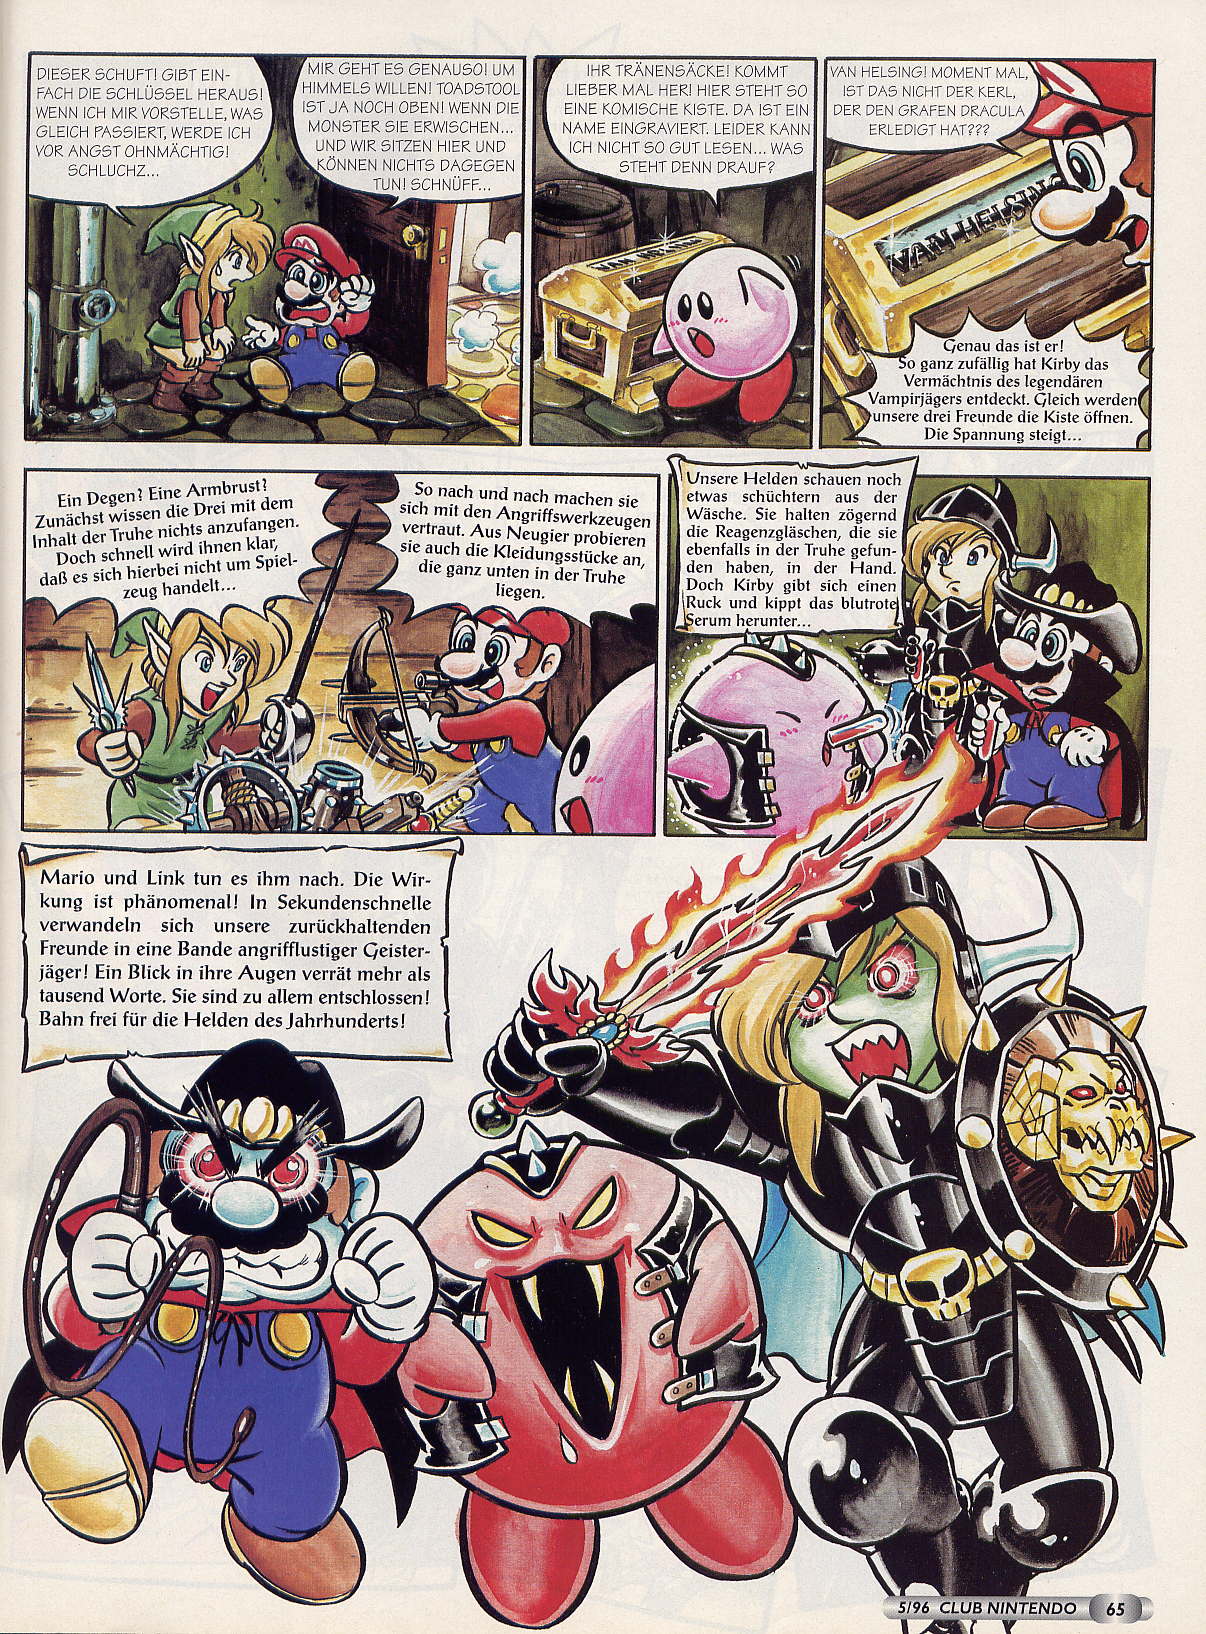 DIESER SCHUFT! GIBT EIN-
FACH DIE SCHLÜSSEL HERAUS!
WENN ICH MIR VORSTELLE, WAS
GLEICH PASSIERT, WERDE ICH
VOR ANGST OHNMÄCHTIG!
SCHLUCHZ...
MIR GEHT ES GENAUSO! UM
HIMMELS WILLEN! TOADSTOOL
IST JA NOCH OBEN! WENN DIE
MONSTER SIE ERWISCHEN...
UND WIR SITZEN HIER UND
KÖNNEN NICHTS DAGEGEN
TUN! SCHNÜFF...
IHR TRÄNENSÄCKE! KOMMT
LIEBER MAL HER! HIER STEHT SO
EINE KOMISCHE KISTE. DA IST EIN
NAME EINGRAVIERT. LEIDER KANN
ICH NICHT SO GUT LESEN... WAS
STEHT DENN DRAUF?
VAN HELSING! MOMENT MAL,
IST DAS NICHT DER KERL,
DER DEN GRAFEN DRACULA
ERLEDIGT HAT???
VAN HELSING
Genau das ist er!
So ganz zufällig hat Kirby das
Vermächtnis des legendären
Vampirjägers entdeckt. Gleich werden
unsere drei Freunde die Kiste öffnen.
Die Spannung steigt...
Ein Degen? Eine Armbrust?
Zunächst wissen die Drei mit dem
Inhalt der Truhe nichts anzufangen.
Doch schnell wird ihnen klar,
daß es sich hierbei nicht um Spiel-
zeug handelt...
So nach und nach machen sie
sich mit den Angriffswerkzeugen
vertraut. Aus Neugier probieren
sie auch die Kleidungsstücke an,
die ganz unten in der Truhe
liegen.
Unsere Helden schauen noch
etwas schüchtern aus der
Wäsche. Sie halten zögernd
die Reagenzgläschen, die sie
ebenfalls in der Truhe gefun-
den haben, in der Hand.
Doch Kirby gibt sich einen
Ruck und kippt das blutrote
Serum herunter...
Mario und Link tun es ihm nach. Die Wir-
kung ist phänomenal! In Sekundenschnelle
verwandeln sich unsere zurückhaltenden
Freunde in eine Bande angrifflustiger Geister-
jäger! Ein Blick in ihre Augen verrät mehr als
tausend Worte. Sie sind zu allem entschlossen!
Bahn frei für die Helden des Jahrhunderts!
5/96 CLUB NINTENDO 65